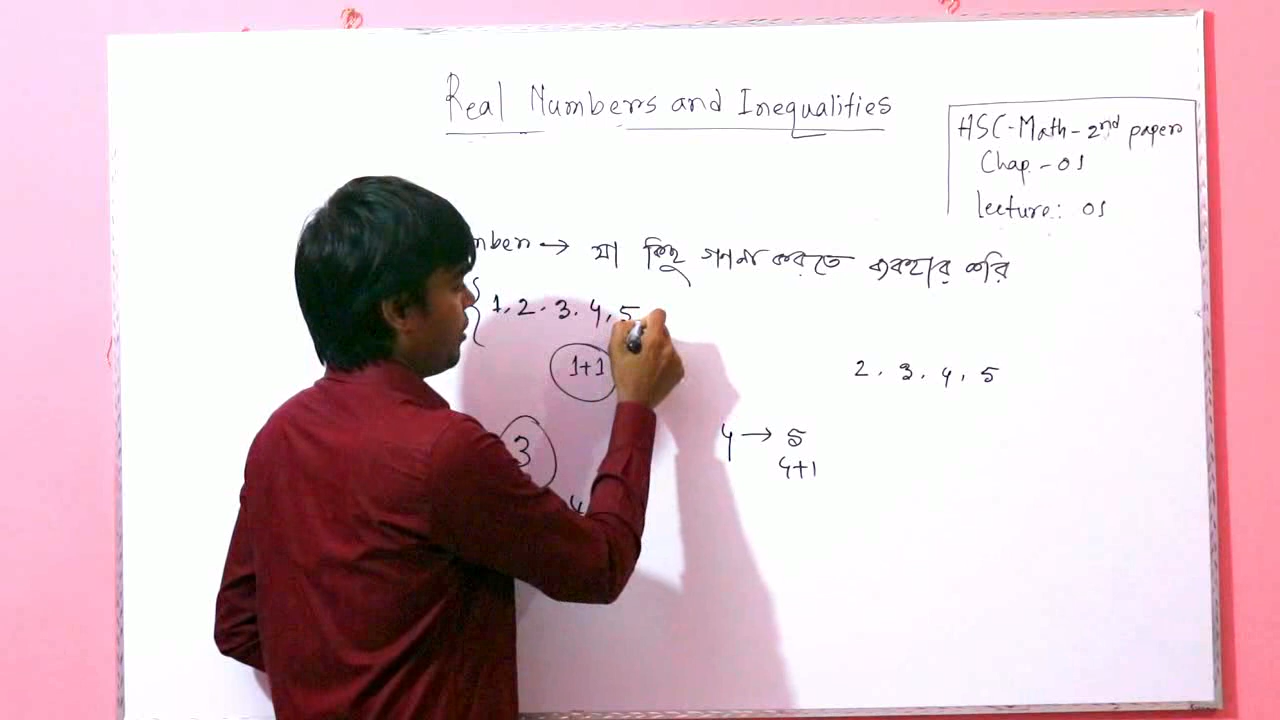 Real Numbers and Inequalities
HSC-Math-2nd paper
Chap - 01
lecture: 01
mber → যা কিছু গণনা করতে ব্যবহার করি
{1, 2, 3, 4, 5
1+1
2, 3, 4, 5
3
4 → 5
4+1
4